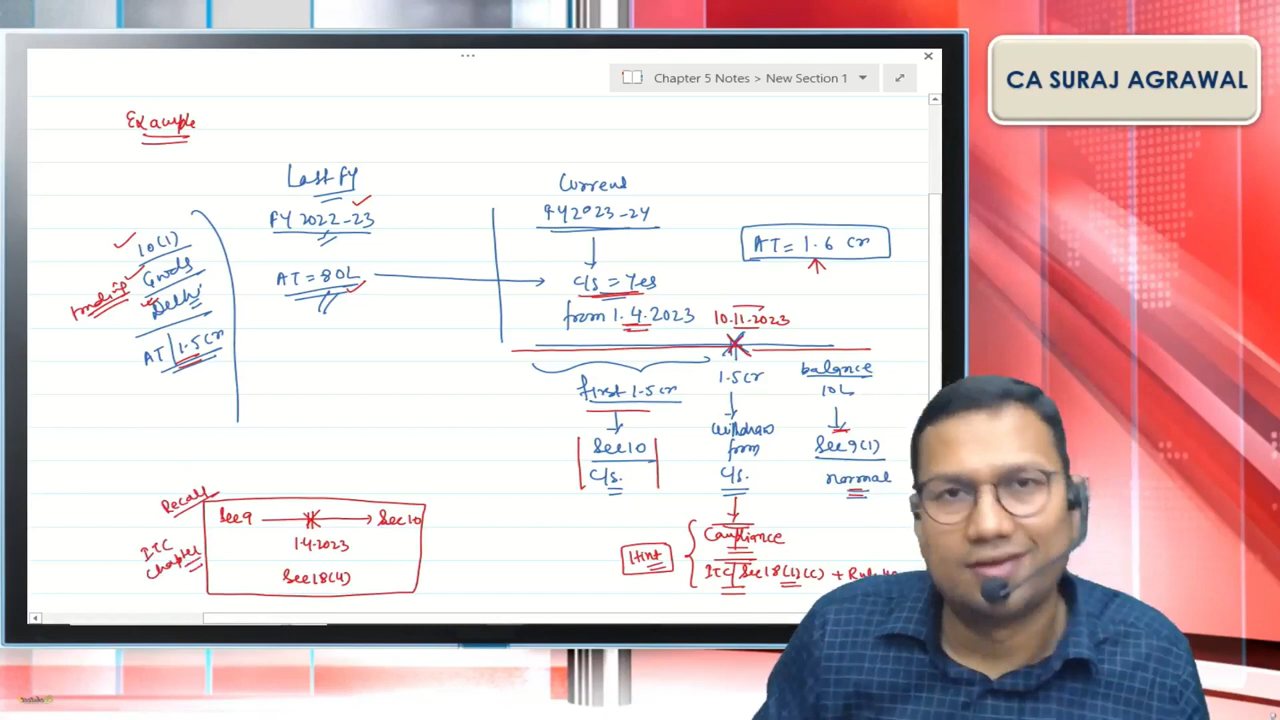 Chapter 5 Notes > New Section 1
CA SURAJ AGRAWAL
Example
Last FY
FY 2022-23
AT = 80L
10(1)
Goods
Delhi
AT | 1.5 Cr
Current
FY 2023-24
C/s = Yes
from 1.4.2023
AT = 1.6 Cr
10.11.2023
first 1.5 Cr
Sec 10
C/s.
1.5 Cr
withdraw
from
C/s.
balance
10L
Sec 9(1)
normal
Compliance
Hint
ITC | Sec 18(1)(c) +
Recall
ITC
Chapter
Sec 9
Sec 10
1.4.2023
Sec 18(4)